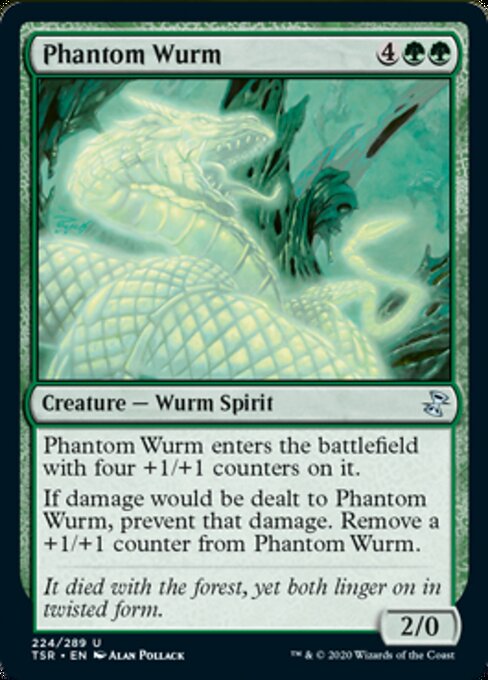 Phantom Wurm 4
Creature — Wurm Spirit
Phantom Wurm enters the battlefield
with four +1/+1 counters on it.
If damage would be dealt to Phantom
Wurm, prevent that damage. Remove a
+1/+1 counter from Phantom Wurm.
It died with the forest, yet both linger on in
twisted form.
2/0
224/289 U
TSR • EN Alan Pollack
™ & © 2020 Wizards of the Coast